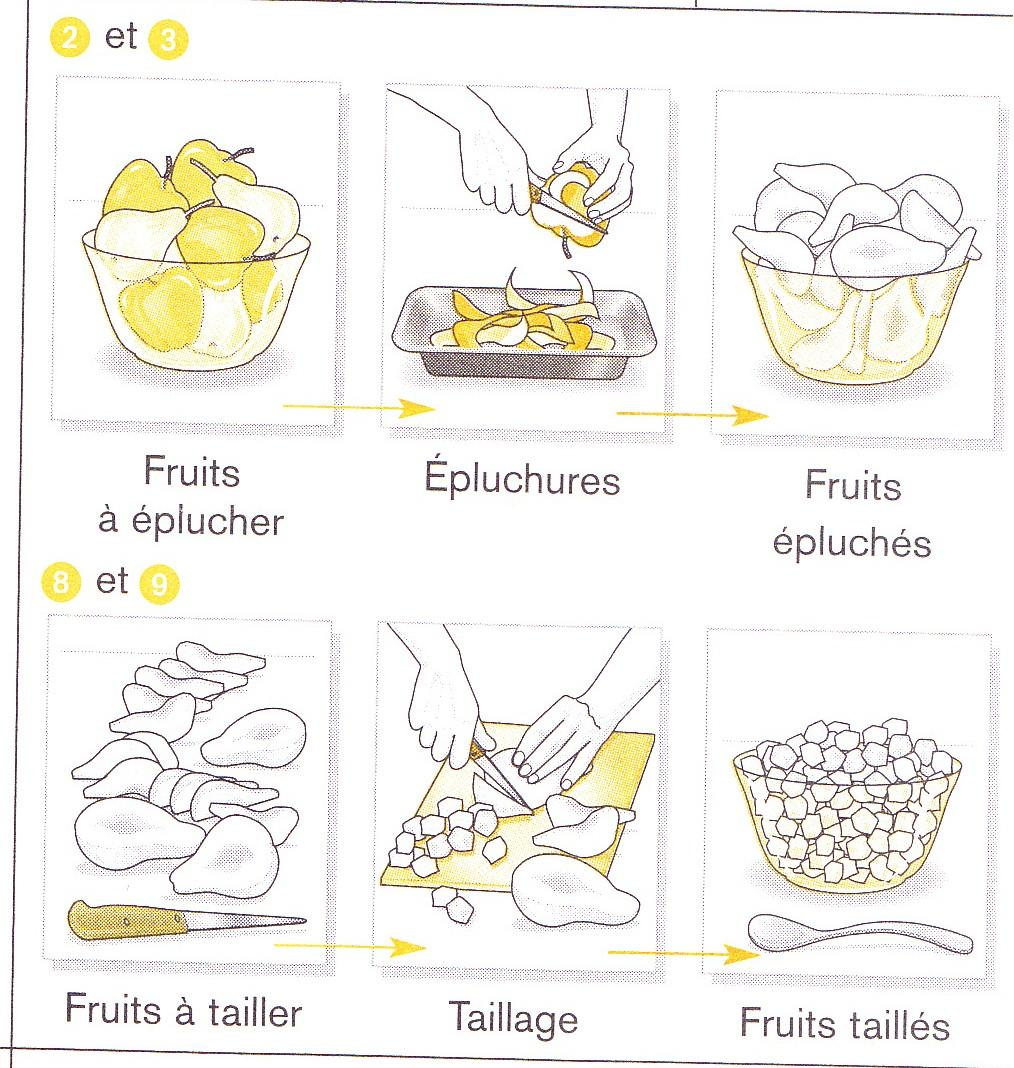 2 et 3
Fruits
à éplucher
Épluchures
Fruits
épluchés
8 et 9
Fruits à tailler
Taillage
Fruits taillés